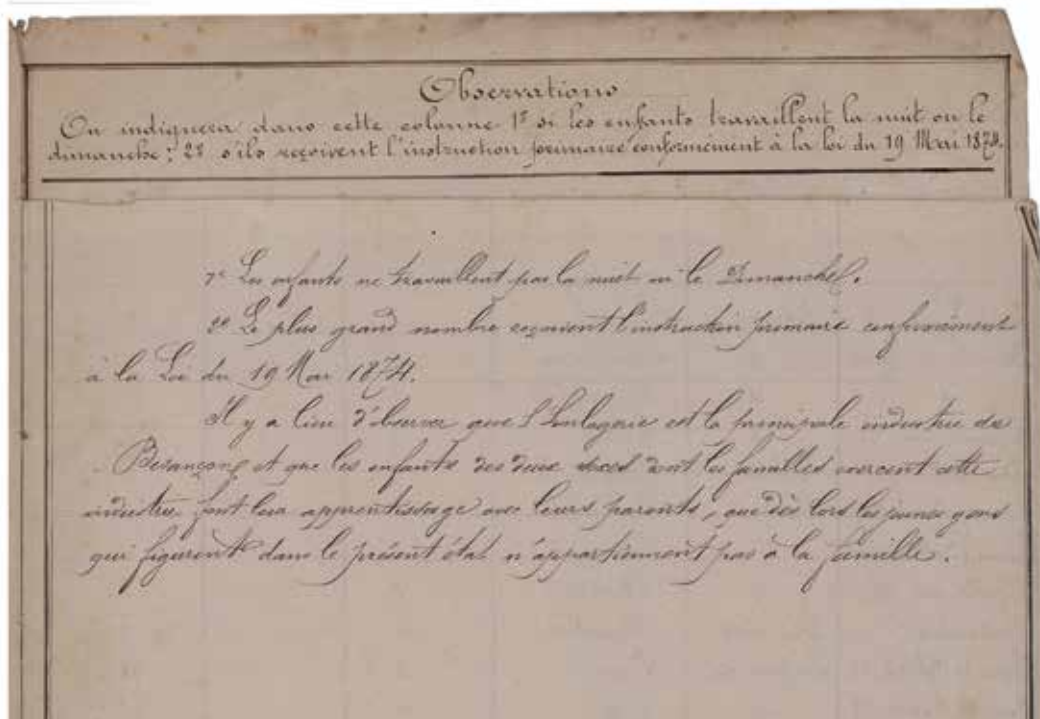 Observations
On indiquera dans cette colonne 1º si les enfants travaillent la nuit ou le
dimanche ; 2º s'ils reçoivent l'instruction primaire conformément à la loi du 19 Mai 1874.
1º Les enfants ne travaillent pas la nuit ni le Dimanche.
2º Le plus grand nombre reçoivent l'instruction primaire conformément
à la Loi du 19 Mai 1874.
Il y a lieu d'observer que l'Horlogerie est la principale industrie de
Besançon, et que les enfants des deux sexes dont les familles exercent cette
industrie font leur apprentissage avec leurs parents, que dès lors les jeunes gens
qui figurent dans le présent état n'appartiennent pas à la famille.